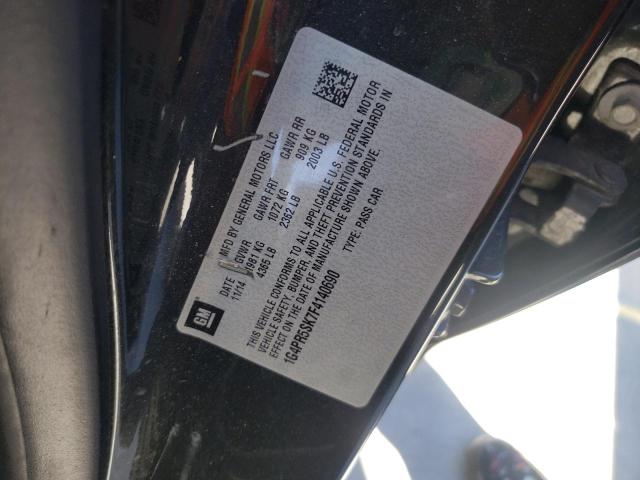 GM
MFD BY GENERAL MOTORS LLC
DATE GVWR GAWR FRT GAWR RR
11/14 1981 KG 1072 KG 909 KG
4365 LB 2362 LB 2003 LB
THIS VEHICLE CONFORMS TO ALL APPLICABLE U.S. FEDERAL MOTOR
VEHICLE SAFETY, BUMPER, AND THEFT PREVENTION STANDARDS IN
EFFECT ON THE DATE OF MANUFACTURE SHOWN ABOVE.
1G4PR5SK7F4140690 TYPE: PASS CAR